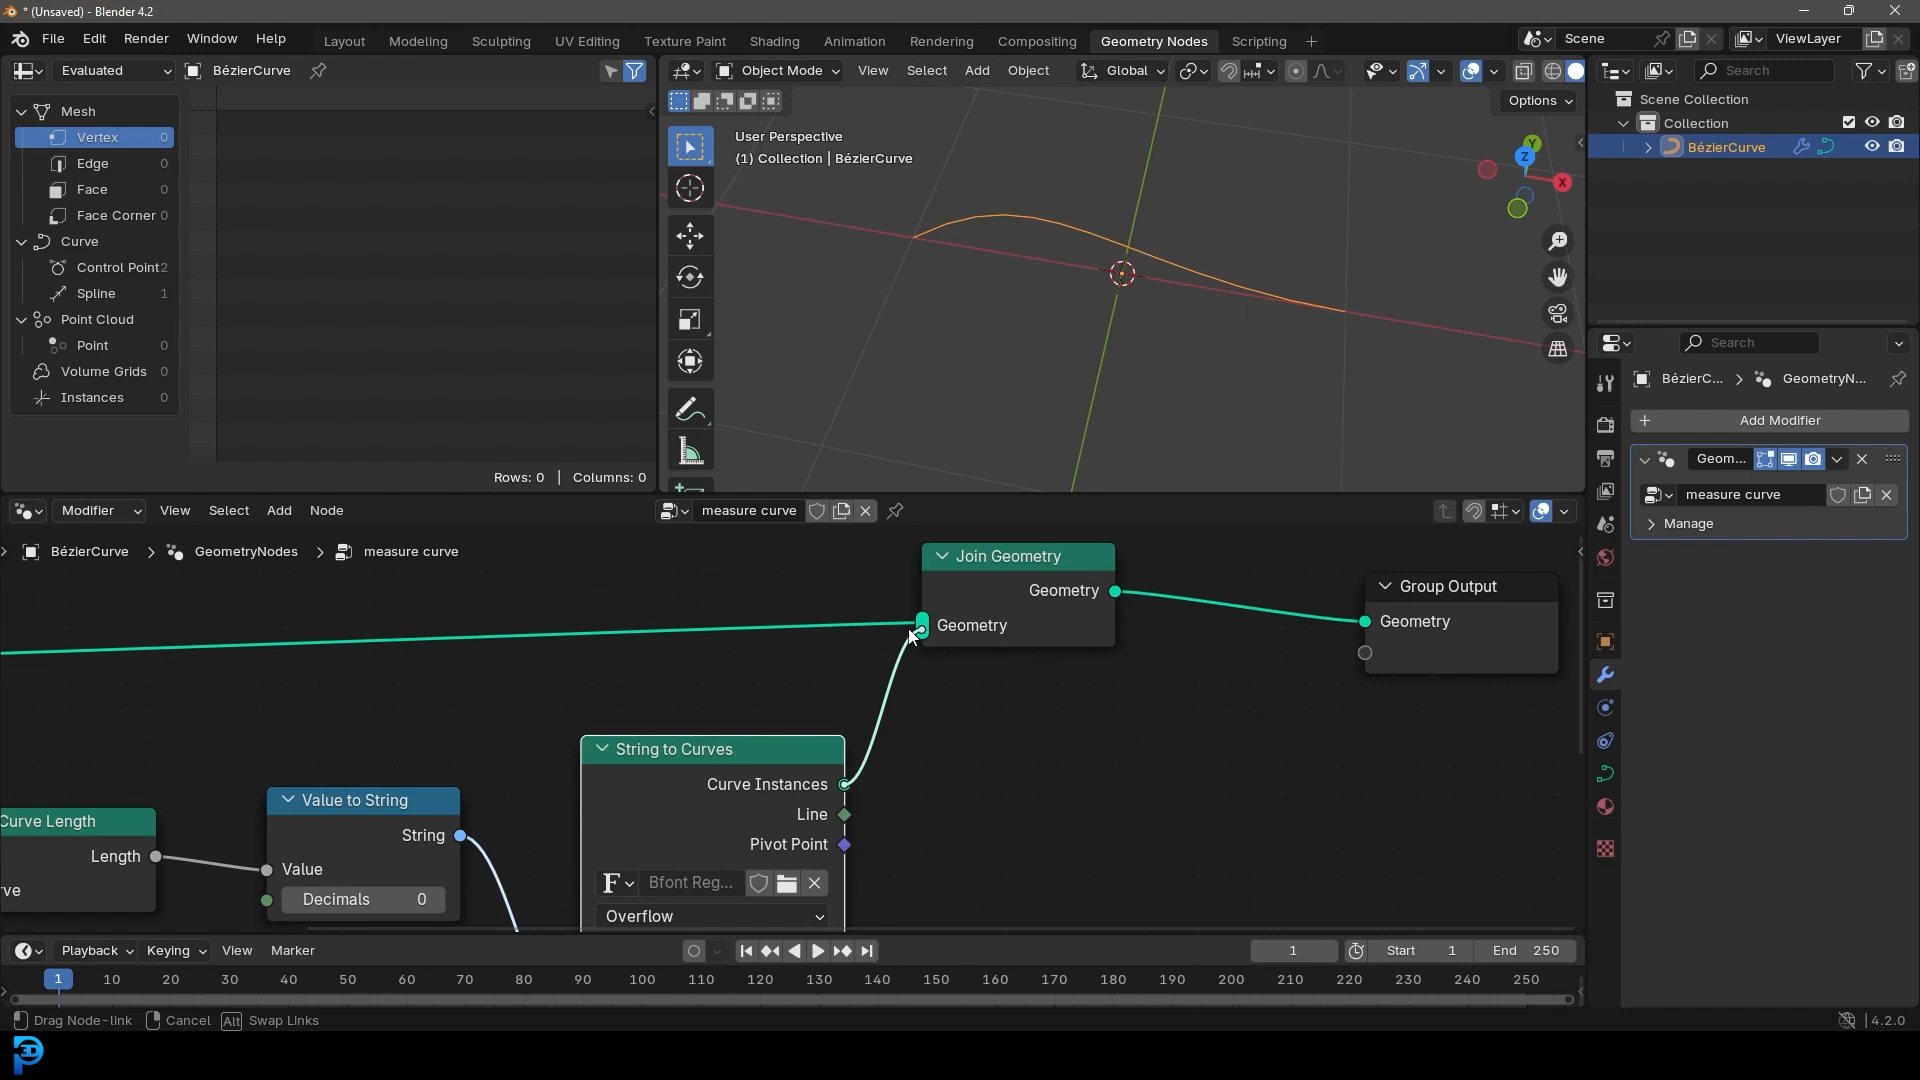 * (Unsaved) - Blender 4.2
File Edit Render Window Help
Layout Modeling Sculpting UV Editing Texture Paint Shading Animation Rendering Compositing Geometry Nodes Scripting +
Scene
ViewLayer
Evaluated
BézierCurve
Object Mode
View Select Add Object
Global
Search
Options
Mesh
Vertex 0
Edge 0
Face 0
Face Corner 0
Curve
Control Point 2
Spline 1
Point Cloud
Point 0
Volume Grids 0
Instances 0
Rows: 0 | Columns: 0
User Perspective
(1) Collection | BézierCurve
Y
Z
X
Scene Collection
Collection
BézierCurve
Search
BézierC... > GeometryN...
+ Add Modifier
Geom...
measure curve
Manage
Modifier
View Select Add Node
measure curve
BézierCurve > GeometryNodes > measure curve
Join Geometry
Geometry
Geometry
Group Output
Geometry
String to Curves
Curve Instances
Line
Pivot Point
F
Bfont Reg...
Overflow
Value to String
String
Value
Decimals 0
Curve Length
Length
rve
Playback Keying View Marker
1
Start 1
End 250
1 10 20 30 40 50 60 70 80 90 100 110 120 130 140 150 160 170 180 190 200 210 220 230 240 250
Drag Node-link Cancel Alt Swap Links
4.2.0